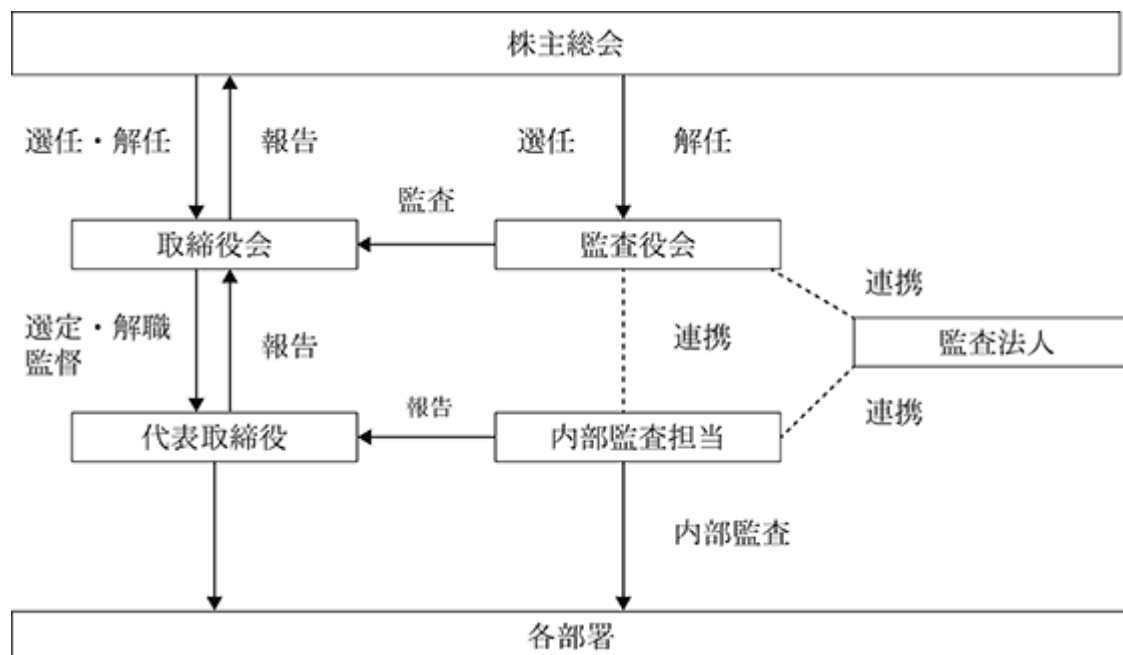 株主総会
選任・解任
報告
選任
解任
監査
取締役会
監査役会
連携
選定・解職
監督
報告
連携
監査法人
報告
連携
代表取締役
内部監査担当
内部監査
各部署